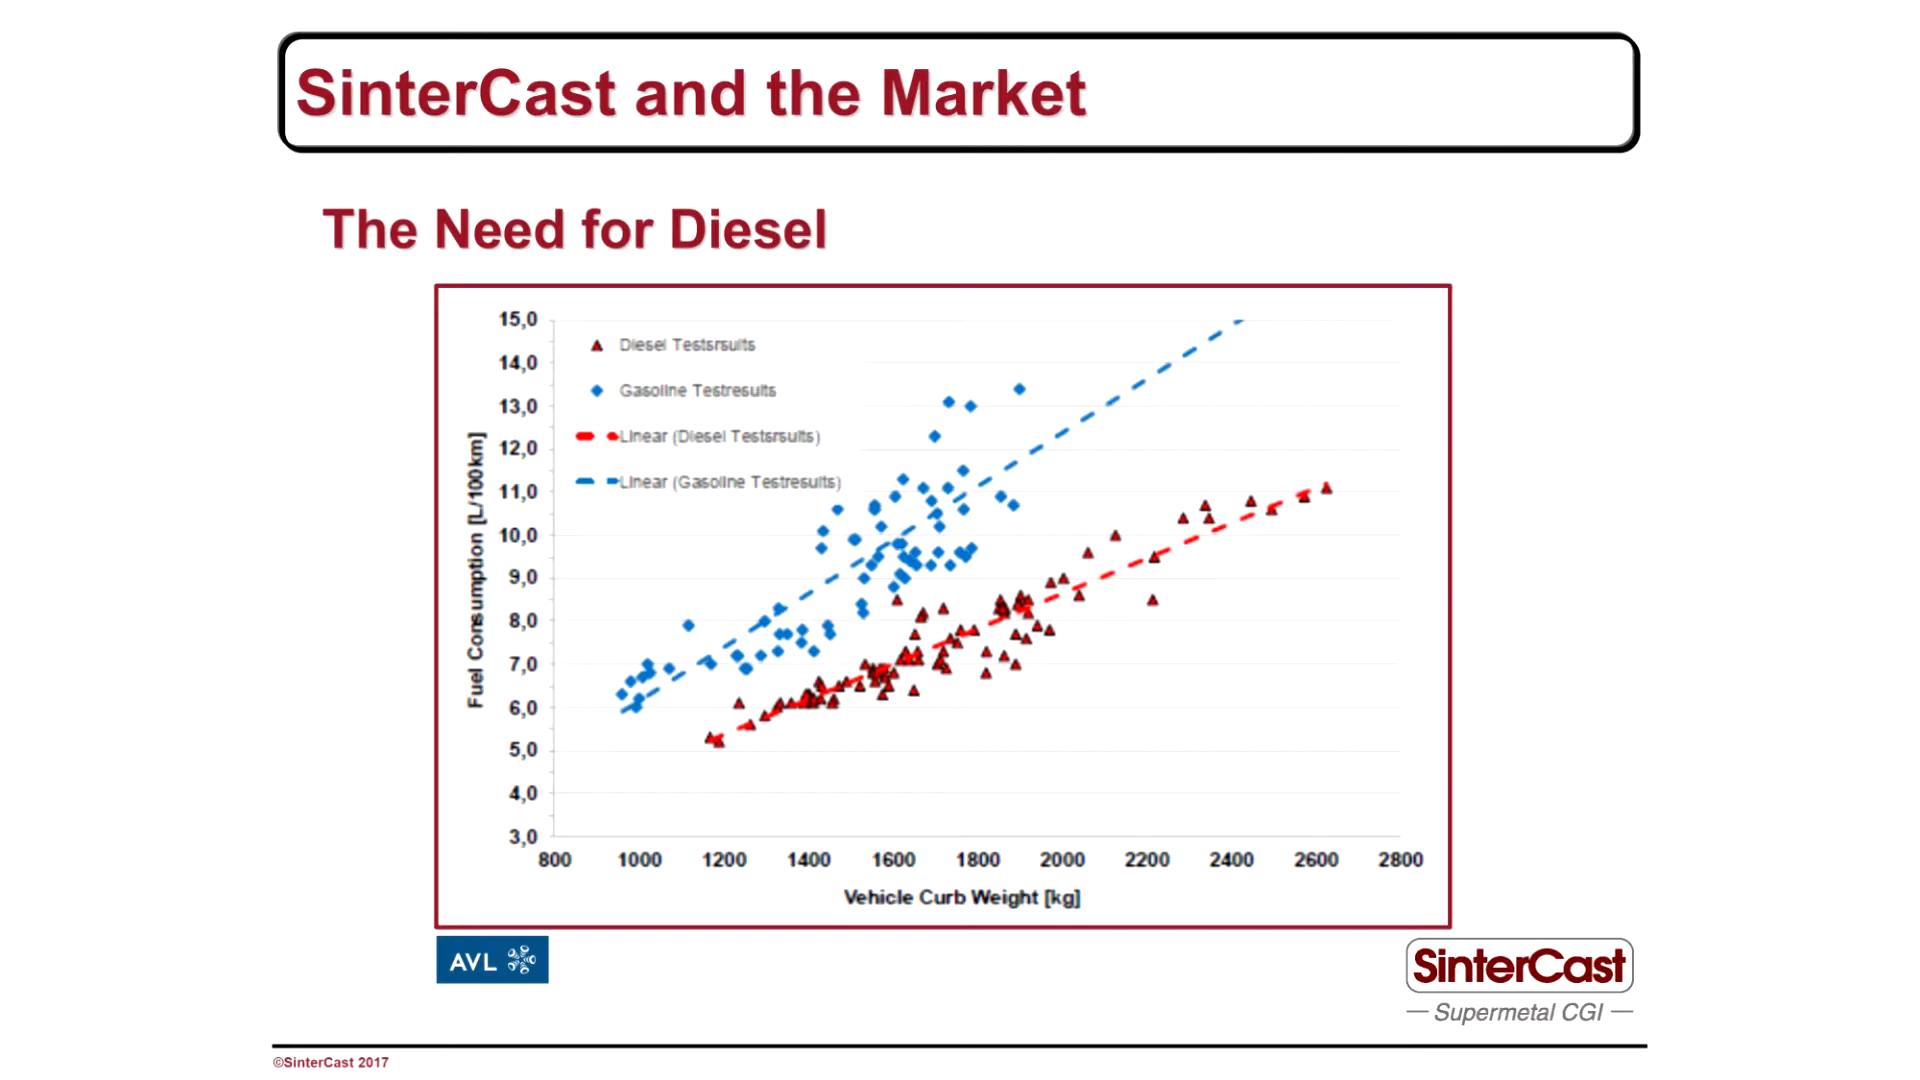 SinterCast and the Market
The Need for Diesel
15,0
14,0
13,0
12,0
11,0
10,0
9,0
8,0
7,0
6,0
5,0
4,0
3,0
Fuel Consumption [L/100km]
Diesel Testsrsults
Gasoline Testresults
Linear (Diesel Testsrsults)
Linear (Gasoline Testresults)
800 1000 1200 1400 1600 1800 2000 2200 2400 2600 2800
Vehicle Curb Weight [kg]
AVL
SinterCast
— Supermetal CGI —
©SinterCast 2017